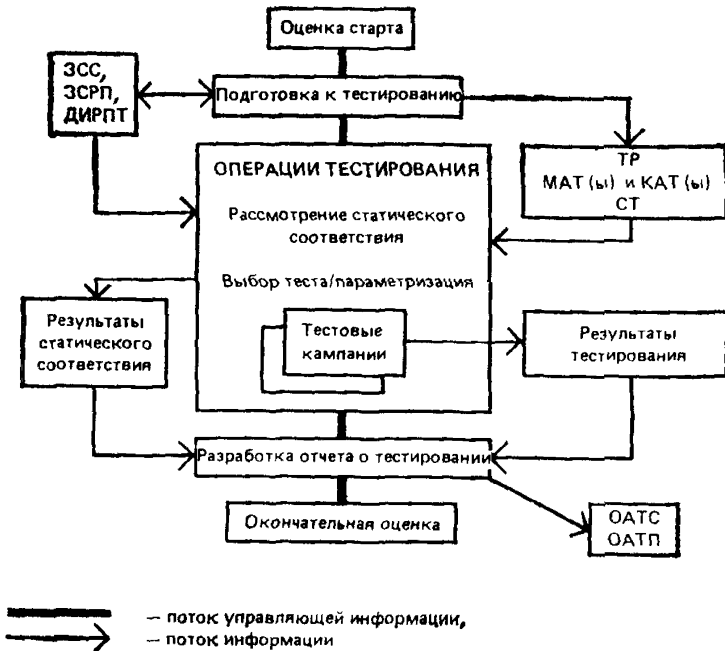 Оценка старта
ЗСС,
ЗСРП,
ДИРПТ
Подготовка к тестированию
ОПЕРАЦИИ ТЕСТИРОВАНИЯ
Рассмотрение статического
соответствия
Выбор теста/параметризация
Тестовые
кампании
ТР
МАТ (ы) и КАТ (ы)
СТ
Результаты
статического
соответствия
Результаты
тестирования
Разработка отчета о тестировании
Окончательная оценка
ОАТС
ОАТП
— поток управляющей информации,
— поток информации